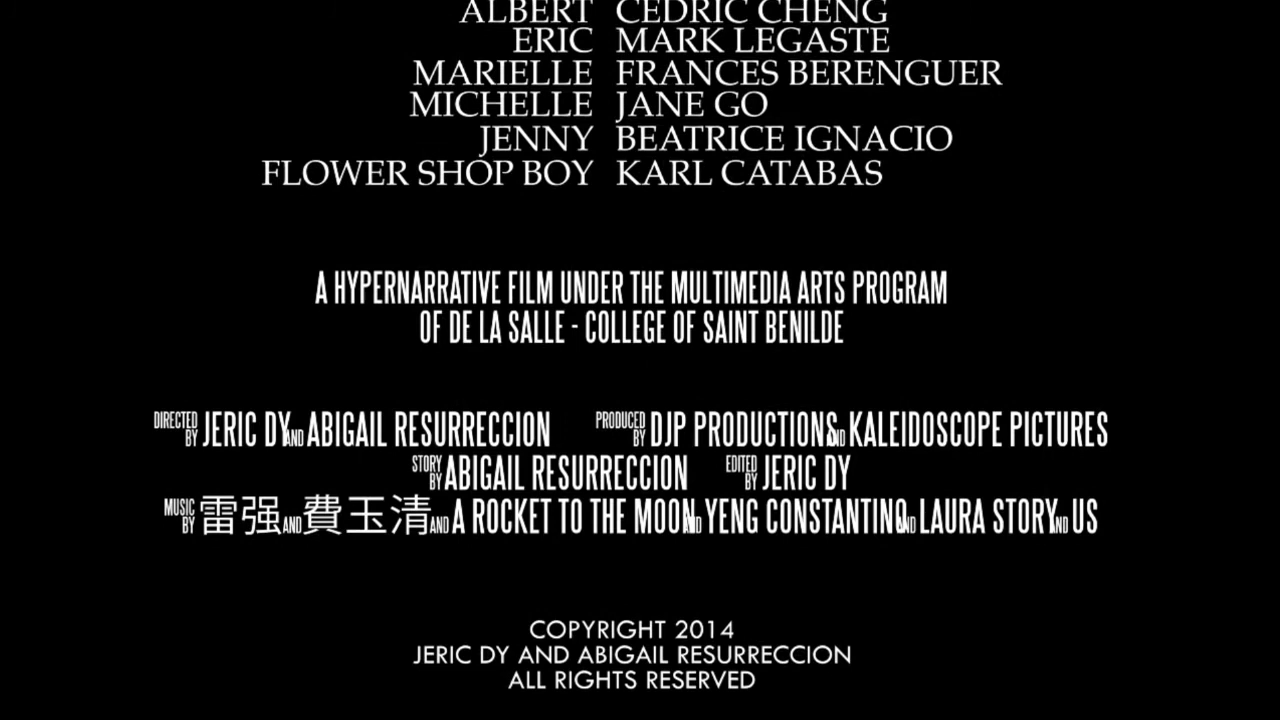 ALBERT CEDRIC CHENG
ERIC MARK LEGASTE
MARIELLE FRANCES BERENGUER
MICHELLE JANE GO
JENNY BEATRICE IGNACIO
FLOWER SHOP BOY KARL CATABAS
A HYPERNARRATIVE FILM UNDER THE MULTIMEDIA ARTS PROGRAM
OF DE LA SALLE - COLLEGE OF SAINT BENILDE
DIRECTED BY JERIC DY AND ABIGAIL RESURRECCION PRODUCED BY DJP PRODUCTIONS AND KALEIDOSCOPE PICTURES
STORY BY ABIGAIL RESURRECCION EDITED BY JERIC DY
MUSIC BY 雷强 AND 費玉清 AND A ROCKET TO THE MOON AND YENG CONSTANTINO AND LAURA STORY AND US
COPYRIGHT 2014
JERIC DY AND ABIGAIL RESURRECCION
ALL RIGHTS RESERVED